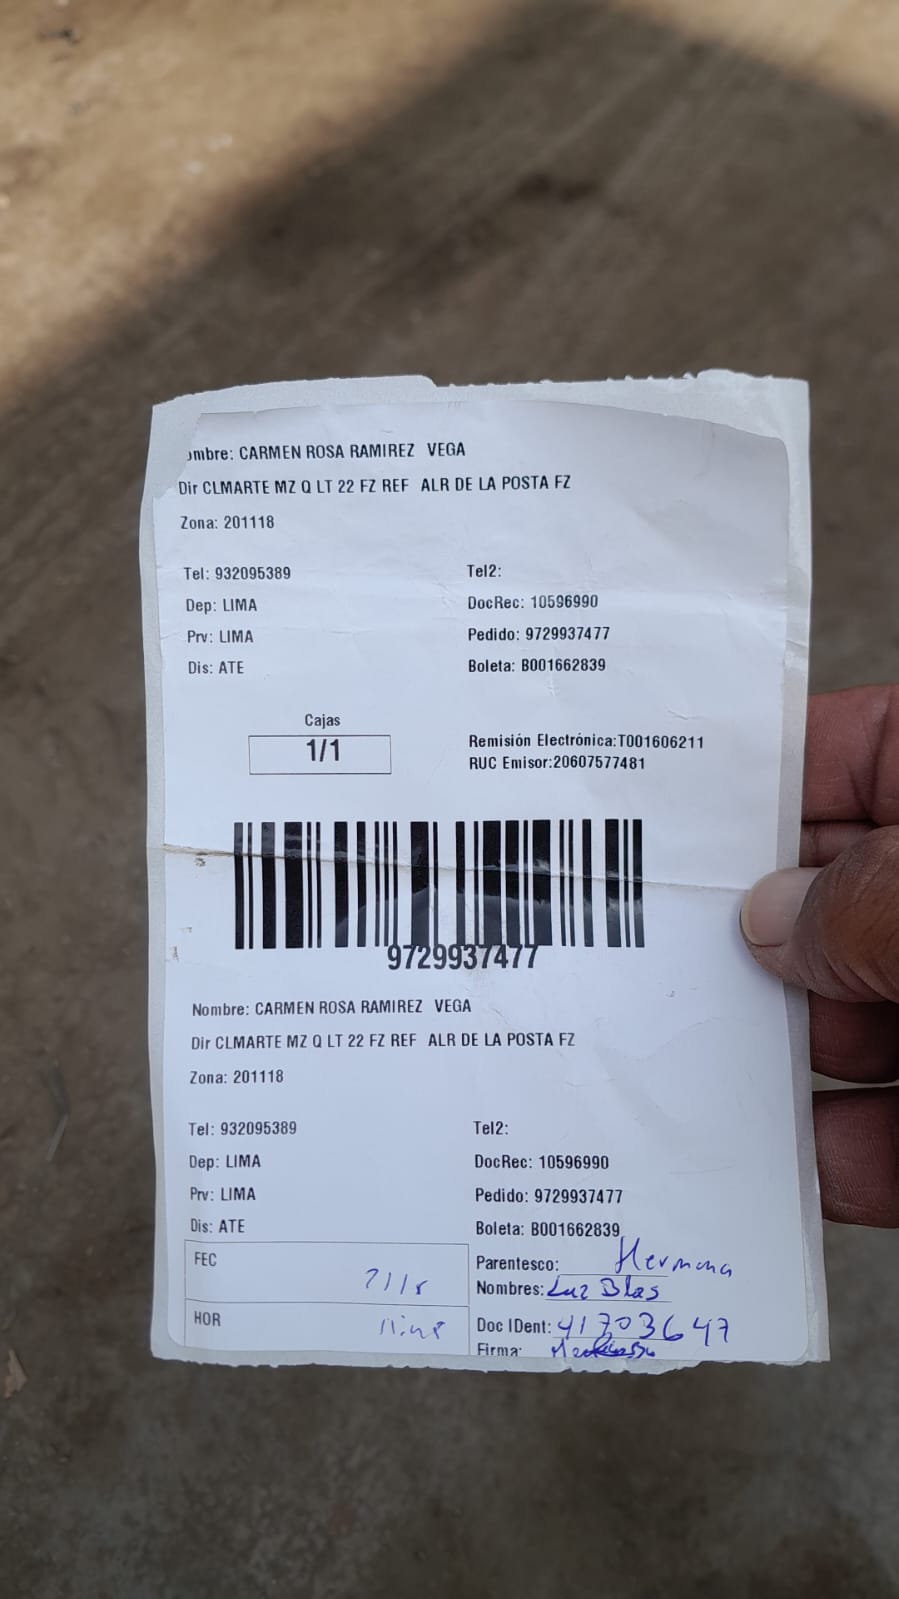 ombre: CARMEN ROSA RAMIREZ VEGA
Dir CLMARTE MZ Q LT 22 FZ REF ALR DE LA POSTA FZ
Zona: 201118
Tel: 932095389 Tel2:
Dep: LIMA DocRec: 10596990
Prv: LIMA Pedido: 9729937477
Dis: ATE Boleta: B001662839
Cajas
1/1
Remisión Electrónica:T001606211
RUC Emisor:20607577481
9729937477
Nombre: CARMEN ROSA RAMIREZ VEGA
Dir CLMARTE MZ Q LT 22 FZ REF ALR DE LA POSTA FZ
Zona: 201118
Tel: 932095389 Tel2:
Dep: LIMA DocRec: 10596990
Prv: LIMA Pedido: 9729937477
Dis: ATE Boleta: B001662839
FEC
Parentesco: Hermana
Nombres: Luz Blas
HOR
Doc IDent: 41703647
Firma: